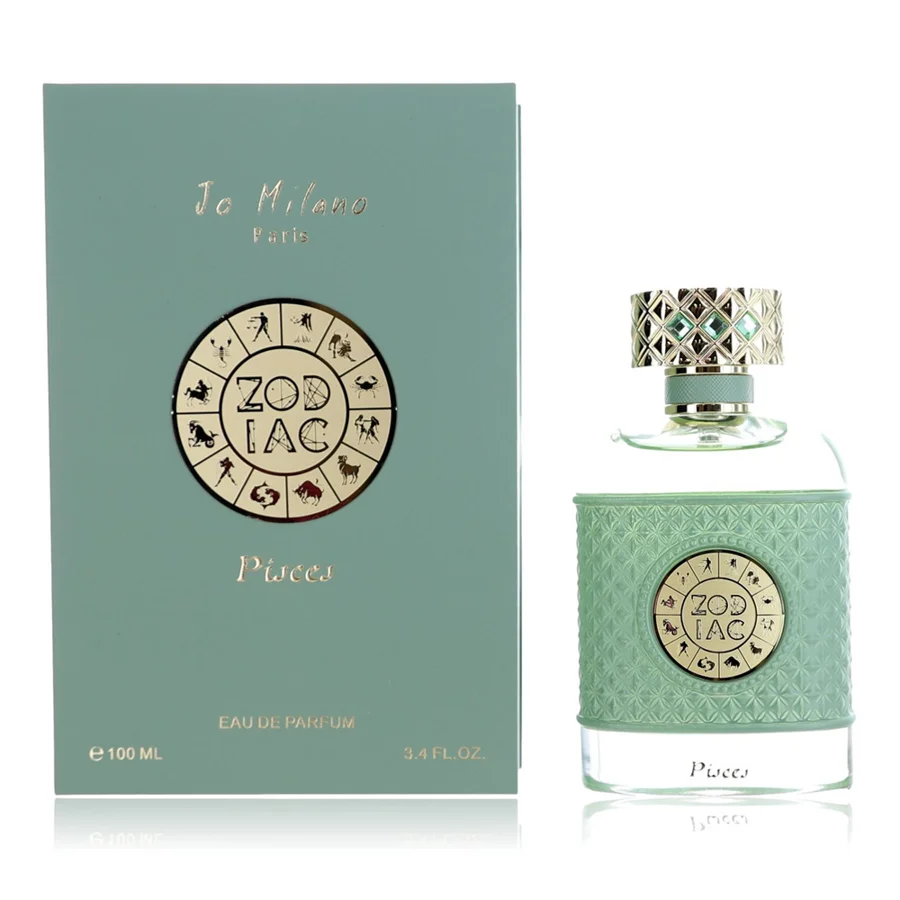 Jo Milano
Paris
ZOD
IAC
Pisces
EAU DE PARFUM
℮ 100 ML
3.4 FL.OZ.
ZOD
IAC
Pisces